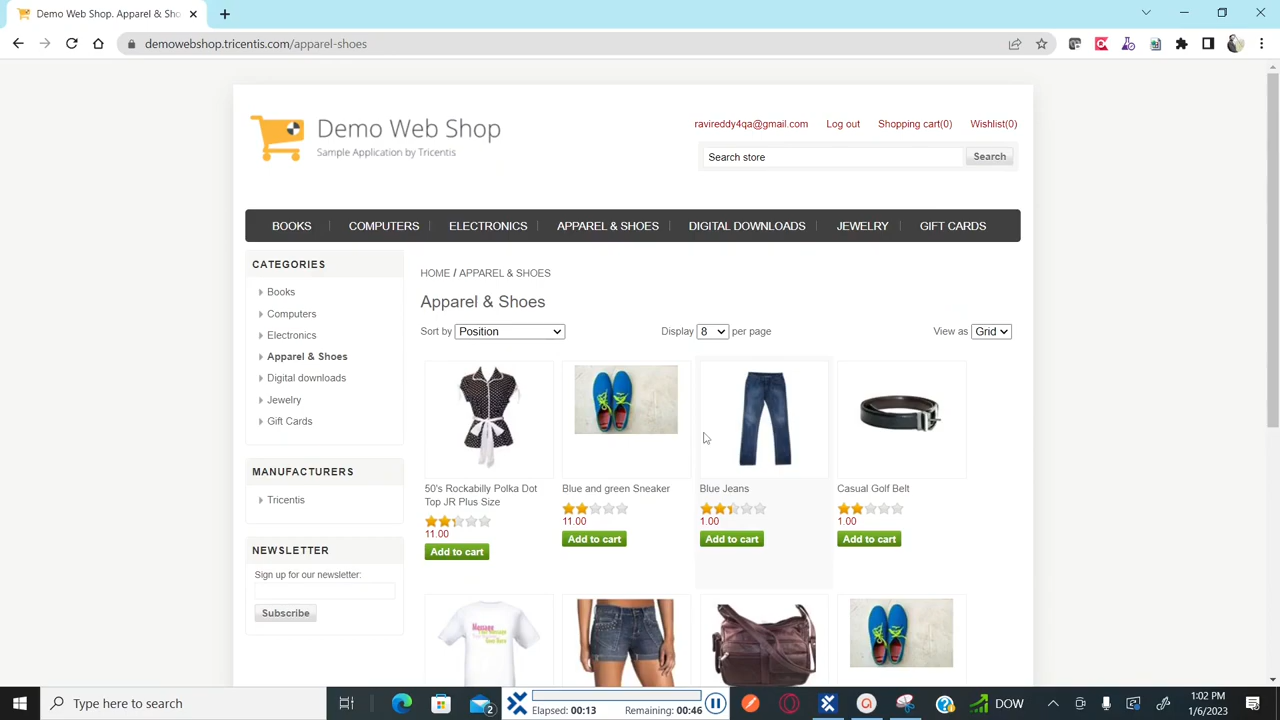 Demo Web Shop. Apparel & Sho
demowebshop.tricentis.com/apparel-shoes
Demo Web Shop
Sample Application by Tricentis
ravireddy4qa@gmail.com Log out Shopping cart(0) Wishlist(0)
Search store Search
BOOKS COMPUTERS ELECTRONICS APPAREL & SHOES DIGITAL DOWNLOADS JEWELRY GIFT CARDS
CATEGORIES
Books
Computers
Electronics
Apparel & Shoes
Digital downloads
Jewelry
Gift Cards
MANUFACTURERS
Tricentis
NEWSLETTER
Sign up for our newsletter:
Subscribe
HOME / APPAREL & SHOES
Apparel & Shoes
Sort by Position Display 8 per page View as Grid
50's Rockabilly Polka Dot
Top JR Plus Size
11.00
Add to cart
Blue and green Sneaker
11.00
Add to cart
Blue Jeans
1.00
Add to cart
Casual Golf Belt
1.00
Add to cart
Type here to search
2
Elapsed: 00:13 Remaining: 00:46
DOW
1:02 PM
1/6/2023